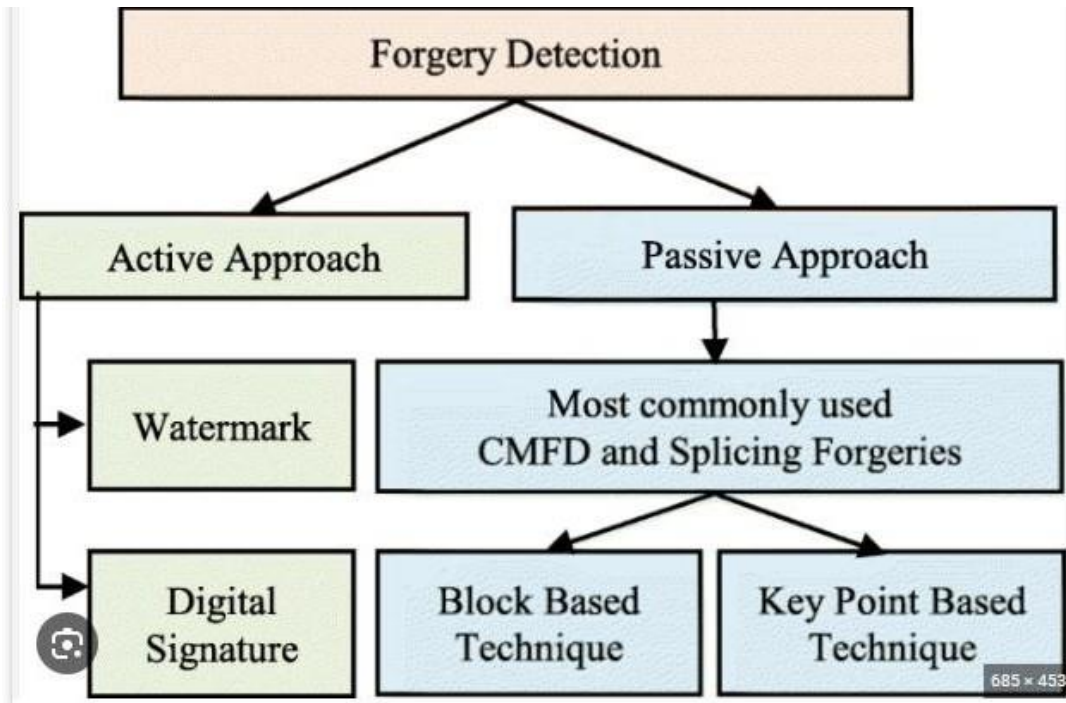 Forgery Detection
Active Approach
Passive Approach
Watermark
Most commonly used
CMFD and Splicing Forgeries
Digital
Signature
Block Based
Technique
Key Point Based
Technique
685 × 453